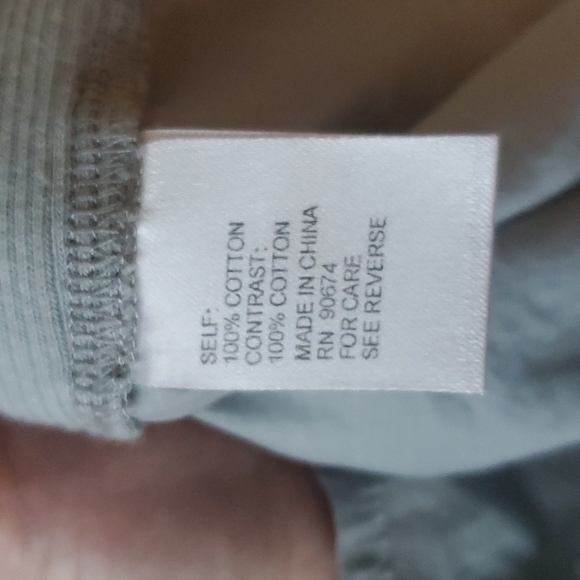 SELF:
100% COTTON
CONTRAST:
100% COTTON
MADE IN CHINA
RN 90674
FOR CARE
SEE REVERSE